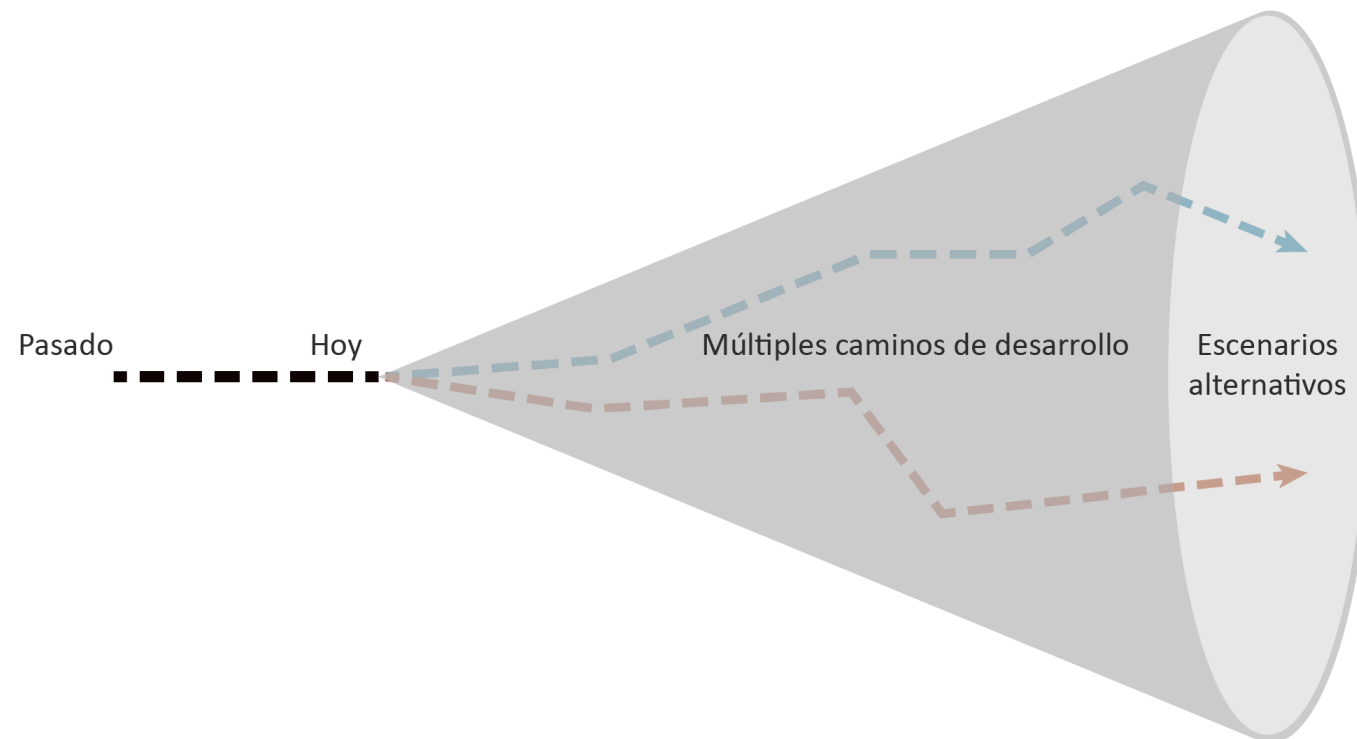 Pasado
Hoy
Múltiples caminos de desarrollo
Escenarios
alternativos